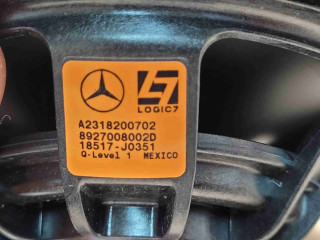 LOGIC7
A2318200702
8927008002D
18517-J0351
Q-Level 1 MEXICO